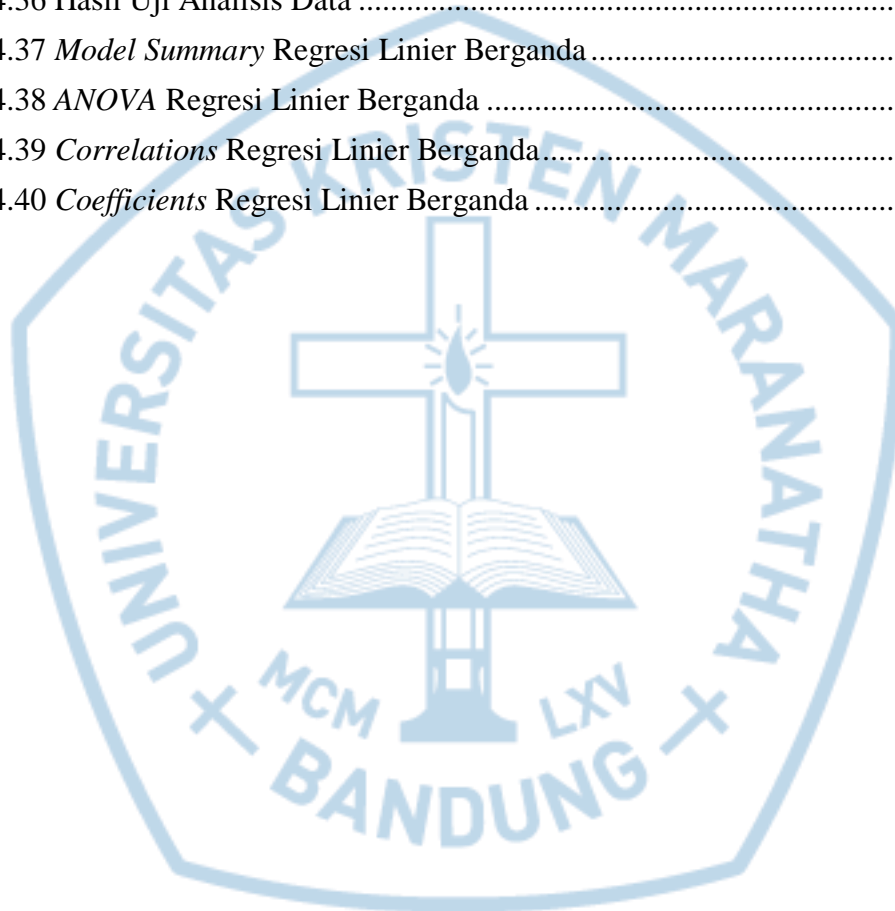 4.36 Hasil Uji Analisis Data ....................................................................
4.37 Model Summary Regresi Linier Berganda ......................................
4.38 ANOVA Regresi Linier Berganda ...................................................
4.39 Correlations Regresi Linier Berganda ............................................
4.40 Coefficients Regresi Linier Berganda .............................................
UNIVERSITAS KRISTEN MARANATHA
MCM LXV
+ BANDUNG +